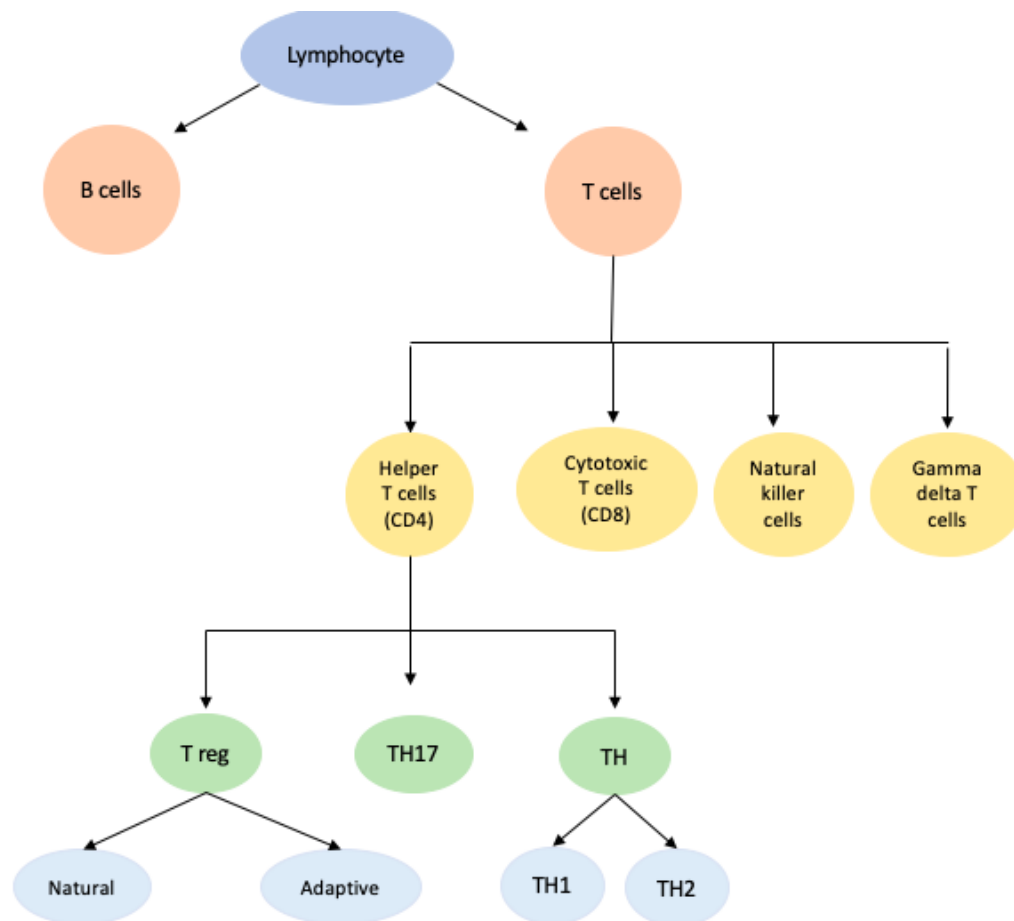 Lymphocyte
B cells
T cells
Helper
T cells
(CD4)
Cytotoxic
T cells
(CD8)
Natural
killer
cells
Gamma
delta T
cells
T reg
TH17
TH
Natural
Adaptive
TH1
TH2